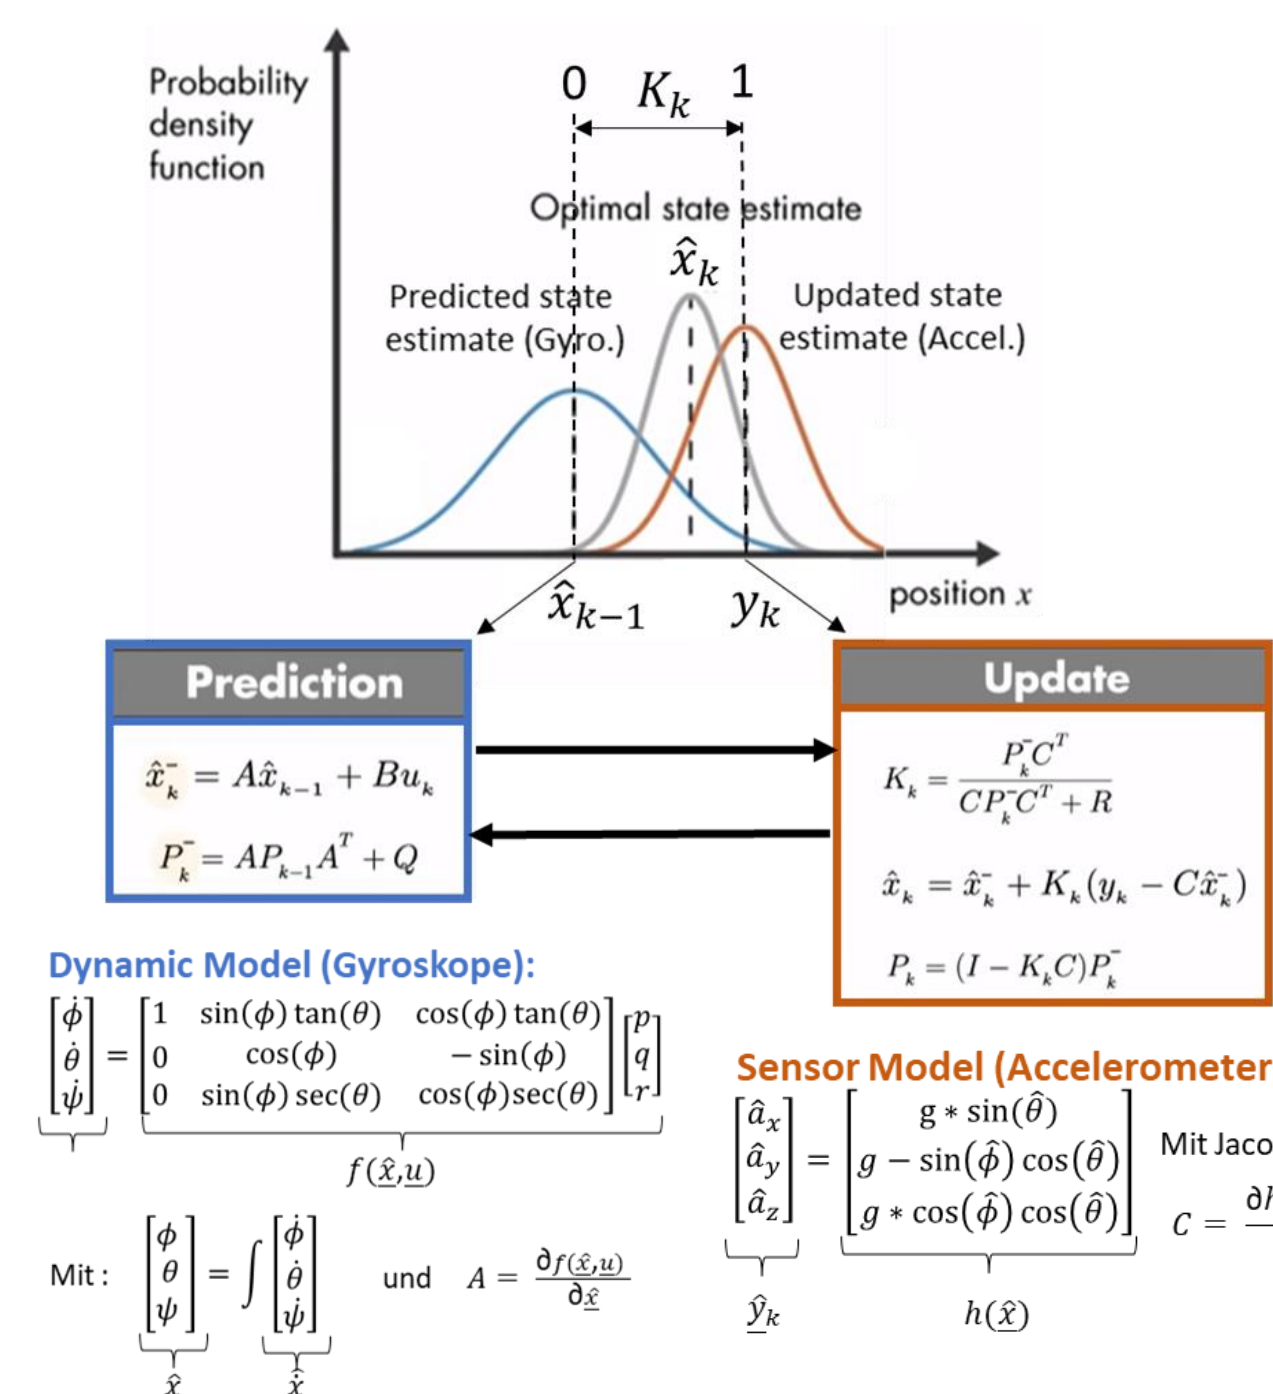 Probability
density
function
0 K_k 1
Optimal state estimate
x̂_k
Predicted state
estimate (Gyro.)
Updated state
estimate (Accel.)
x̂_{k−1}
y_k
position x
Prediction
x̂_k^- = Ax̂_{k−1} + Bu_k
P_k^- = AP_{k−1}A^T + Q
Update
K_k = P_k^- C^T / (CP_k^- C^T + R)
x̂_k = x̂_k^- + K_k(y_k − Cx̂_k^-)
P_k = (I − K_kC)P_k^-
Dynamic Model (Gyroskope):
[ϕ̇ θ̇ ψ̇] =
[1 sin(ϕ) tan(θ) cos(ϕ) tan(θ)] [p]
[0 cos(ϕ) − sin(ϕ)] [q]
[0 sin(ϕ) sec(θ) cos(ϕ)sec(θ)] [r]
f(x̂,u)
Mit : [ϕ θ ψ] = ∫ [ϕ̇ θ̇ ψ̇] und A = ∂f(x̂,u) / ∂x̂
x̂ x̂̇
Sensor Model (Accelerometer
[â_x] = [g ∗ sin(θ̂)]
[â_y] = [g − sin(ϕ̂) cos(θ̂)]
[â_z] = [g ∗ cos(ϕ̂) cos(θ̂)]
ŷ_k h(x̂)
Mit Jaco
C = ∂h